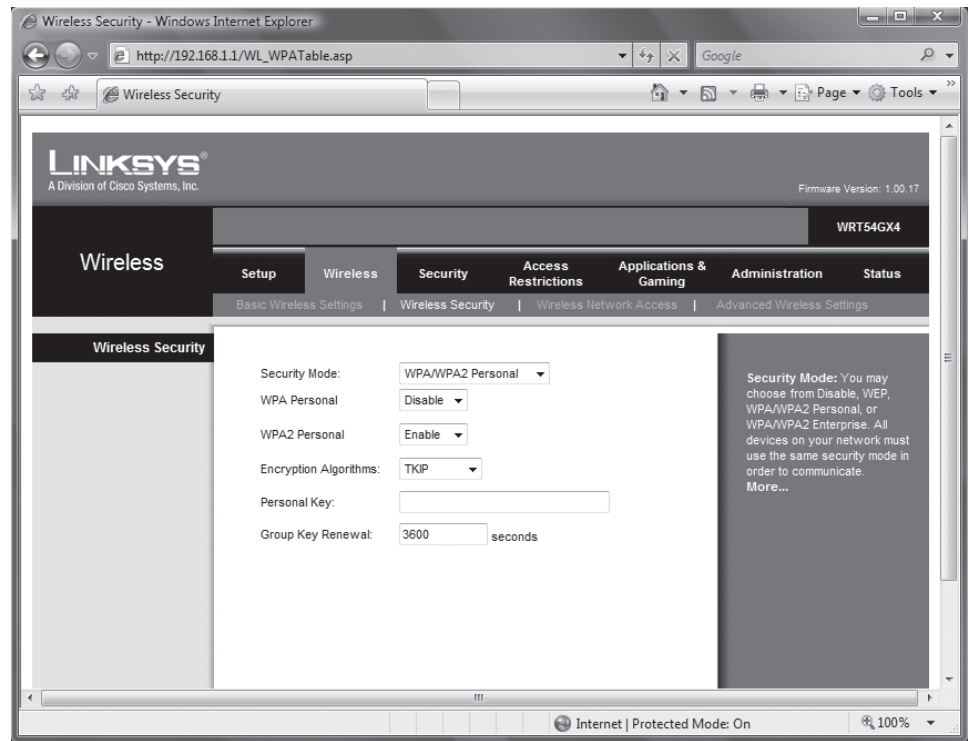 Wireless Security - Windows Internet Explorer
http://192.168.1.1/WL_WPATable.asp
Google
Wireless Security
Page
Tools
LINKSYS®
A Division of Cisco Systems, Inc.
Firmware Version: 1.00.17
WRT54GX4
Wireless
Setup
Wireless
Security
Access Restrictions
Applications & Gaming
Administration
Status
Basic Wireless Settings | Wireless Security | Wireless Network Access | Advanced Wireless Settings
Wireless Security
Security Mode: WPA/WPA2 Personal
WPA Personal Disable
WPA2 Personal Enable
Encryption Algorithms: TKIP
Personal Key:
Group Key Renewal: 3600 seconds
Security Mode: You may
choose from Disable, WEP,
WPA/WPA2 Personal, or
WPA/WPA2 Enterprise. All
devices on your network must
use the same security mode in
order to communicate.
More...
Internet | Protected Mode: On
100%